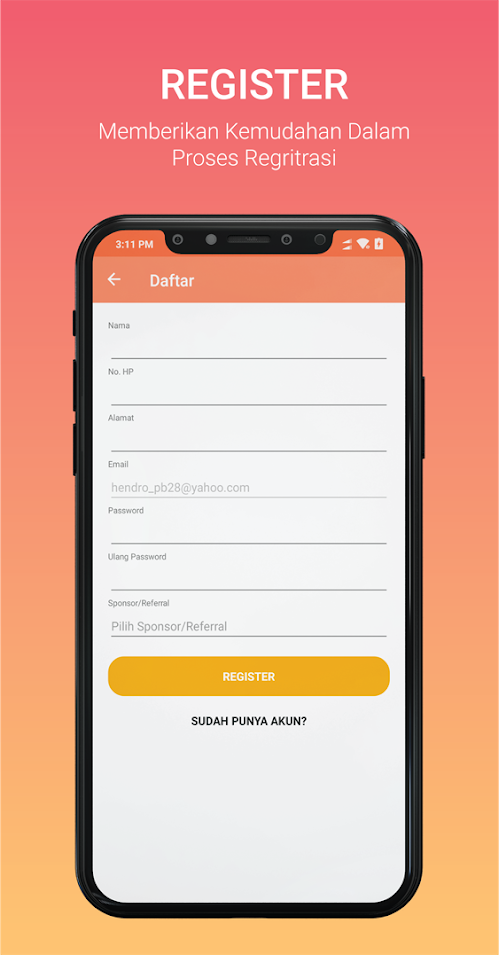 REGISTER
Memberikan Kemudahan Dalam
Proses Regritrasi
3:11 PM
Daftar
Nama
No. HP
Alamat
Email
hendro_pb28@yahoo.com
Password
Ulang Password
Sponsor/Referral
Pilih Sponsor/Referral
REGISTER
SUDAH PUNYA AKUN?